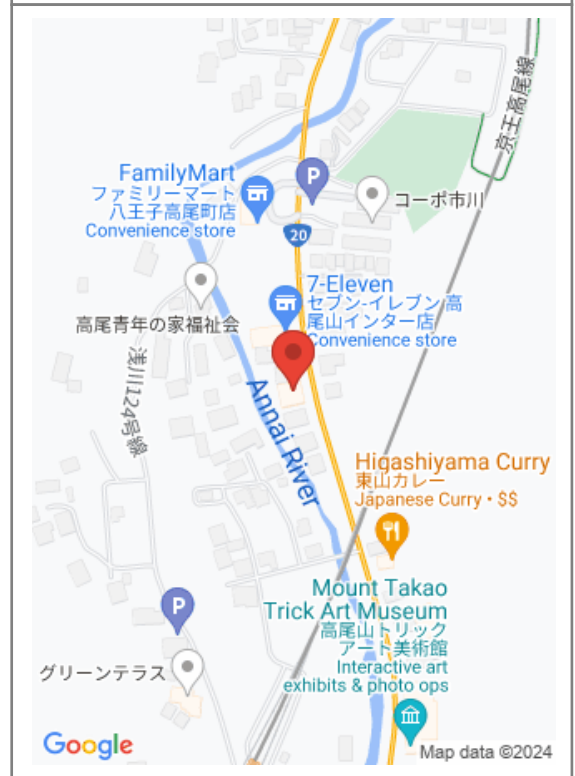 京王高尾線
FamilyMart
ファミリーマート
八王子高尾町店
Convenience store
P
コーポ市川
20
7-Eleven
セブン-イレブン 高
尾山インター店
Convenience store
高尾青年の家福祉会
浅川124号線
Annai River
Higashiyama Curry
東山カレー
Japanese Curry • $$
Mount Takao
Trick Art Museum
高尾山トリック
アート美術館
Interactive art
exhibits & photo ops
P
グリーンテラス
Google
Map data ©2024